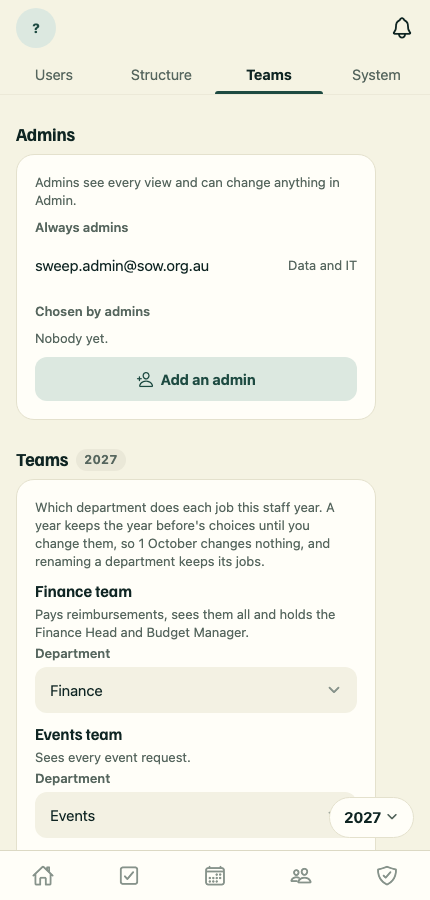 ?
Users
Structure
Teams
System
Admins
Admins see every view and can change anything in
Admin.
Always admins
sweep.admin@sow.org.au
Data and IT
Chosen by admins
Nobody yet.
Add an admin
Teams 2027
Which department does each job this staff year. A
year keeps the year before's choices until you
change them, so 1 October changes nothing, and
renaming a department keeps its jobs.
Finance team
Pays reimbursements, sees them all and holds the
Finance Head and Budget Manager.
Department
Finance
Events team
Sees every event request.
Department
Events
2027